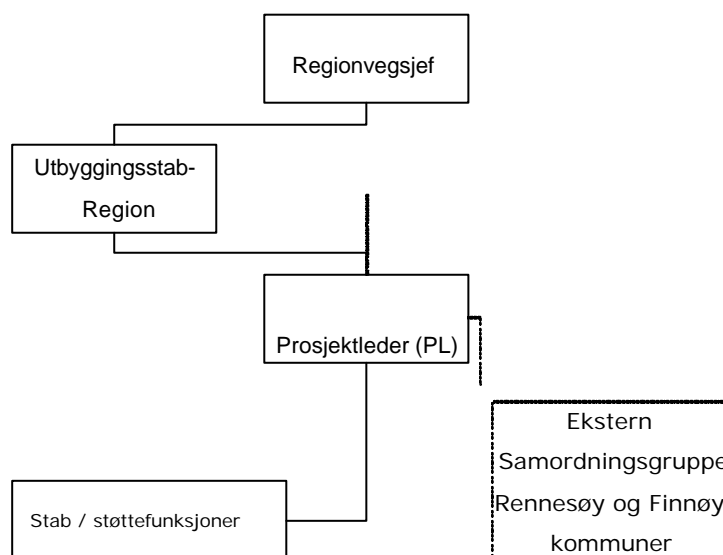 Regionvegsjef
Utbyggingsstab-
Region
Prosjektleder (PL)
Ekstern
Samordningsgruppe
Rennesøy og Finnøy
kommuner
Stab / støttefunksjoner